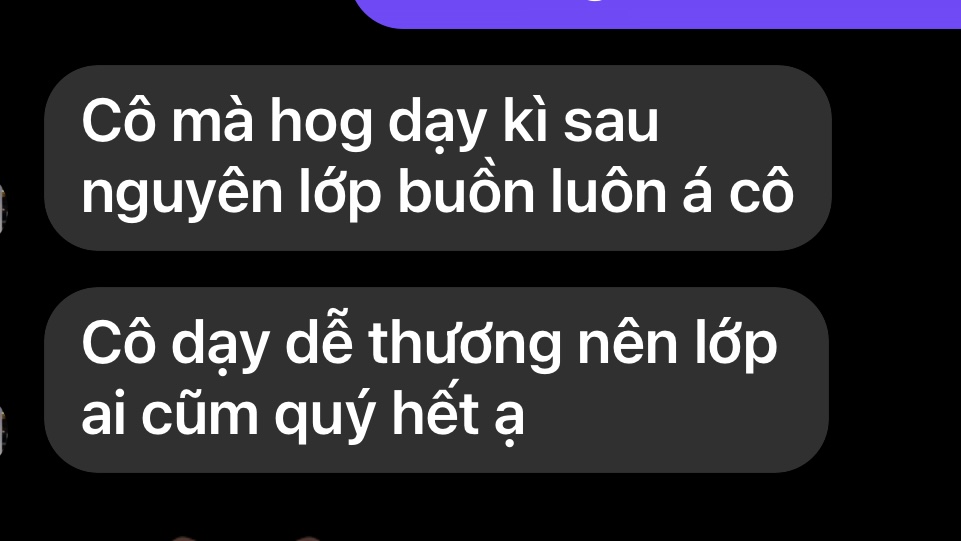 Cô mà hog dạy kì sau
nguyên lớp buồn luôn á cô
Cô dạy dễ thương nên lớp
ai cũm quý hết ạ